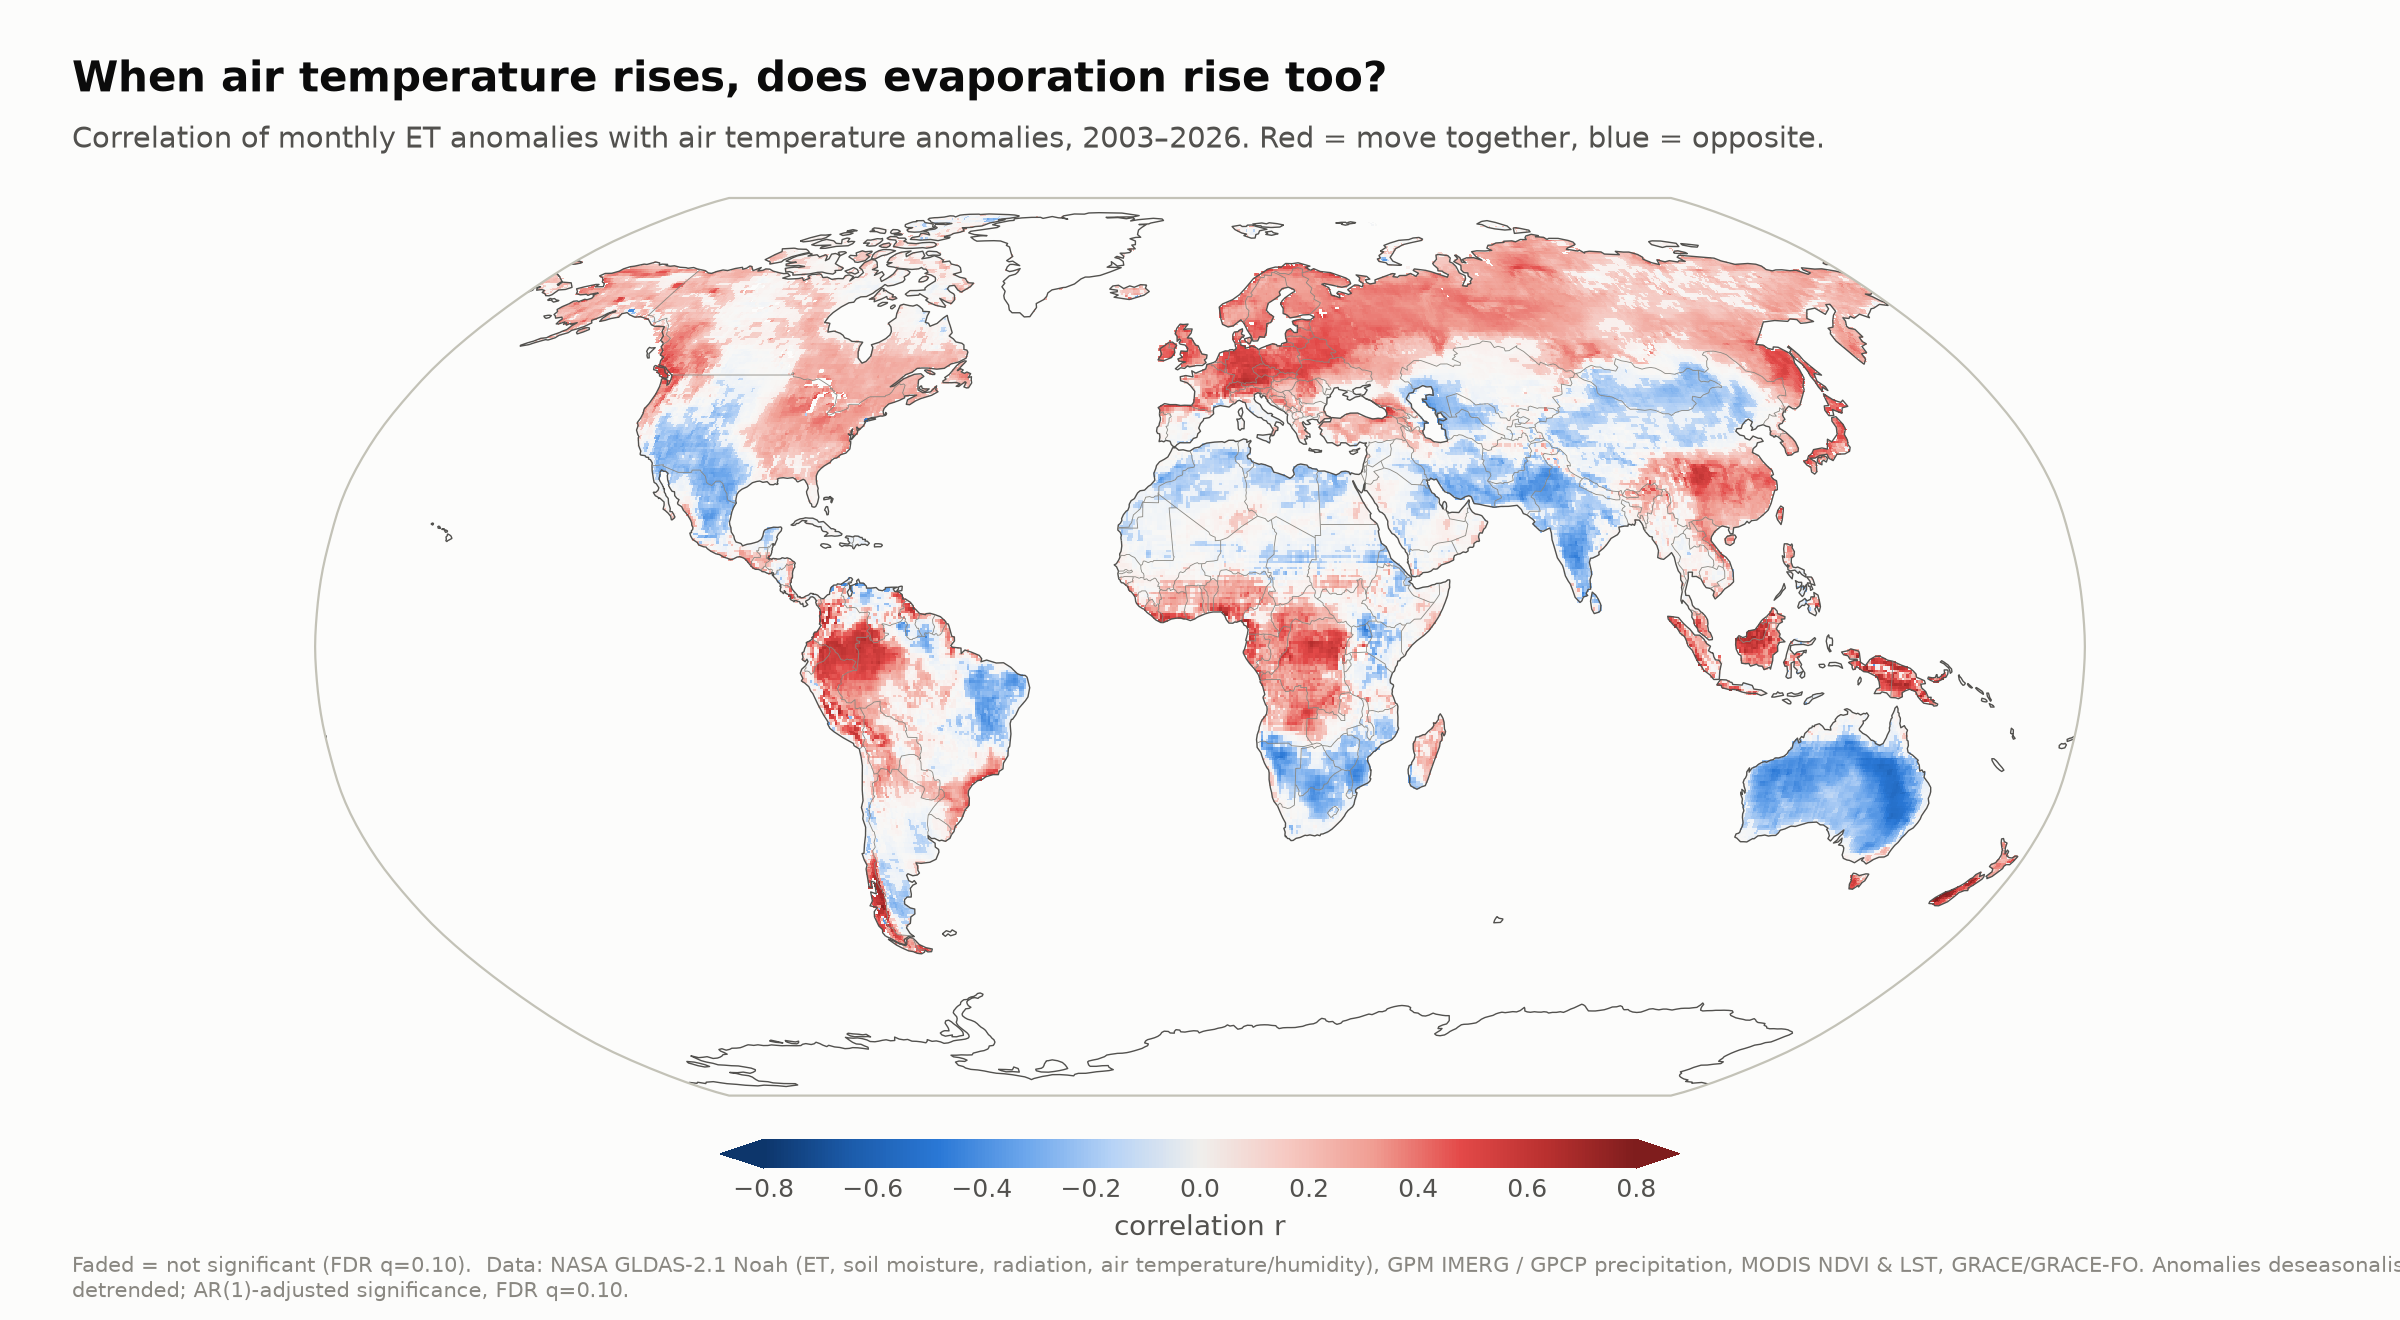 When air temperature rises, does evaporation rise too?
Correlation of monthly ET anomalies with air temperature anomalies, 2003–2026. Red = move together, blue = opposite.
−0.8 −0.6 −0.4 −0.2 0.0 0.2 0.4 0.6 0.8
correlation r
Faded = not significant (FDR q=0.10).  Data: NASA GLDAS-2.1 Noah (ET, soil moisture, radiation, air temperature/humidity), GPM IMERG / GPCP precipitation, MODIS NDVI & LST, GRACE/GRACE-FO. Anomalies deseasonalis
detrended; AR(1)-adjusted significance, FDR q=0.10.